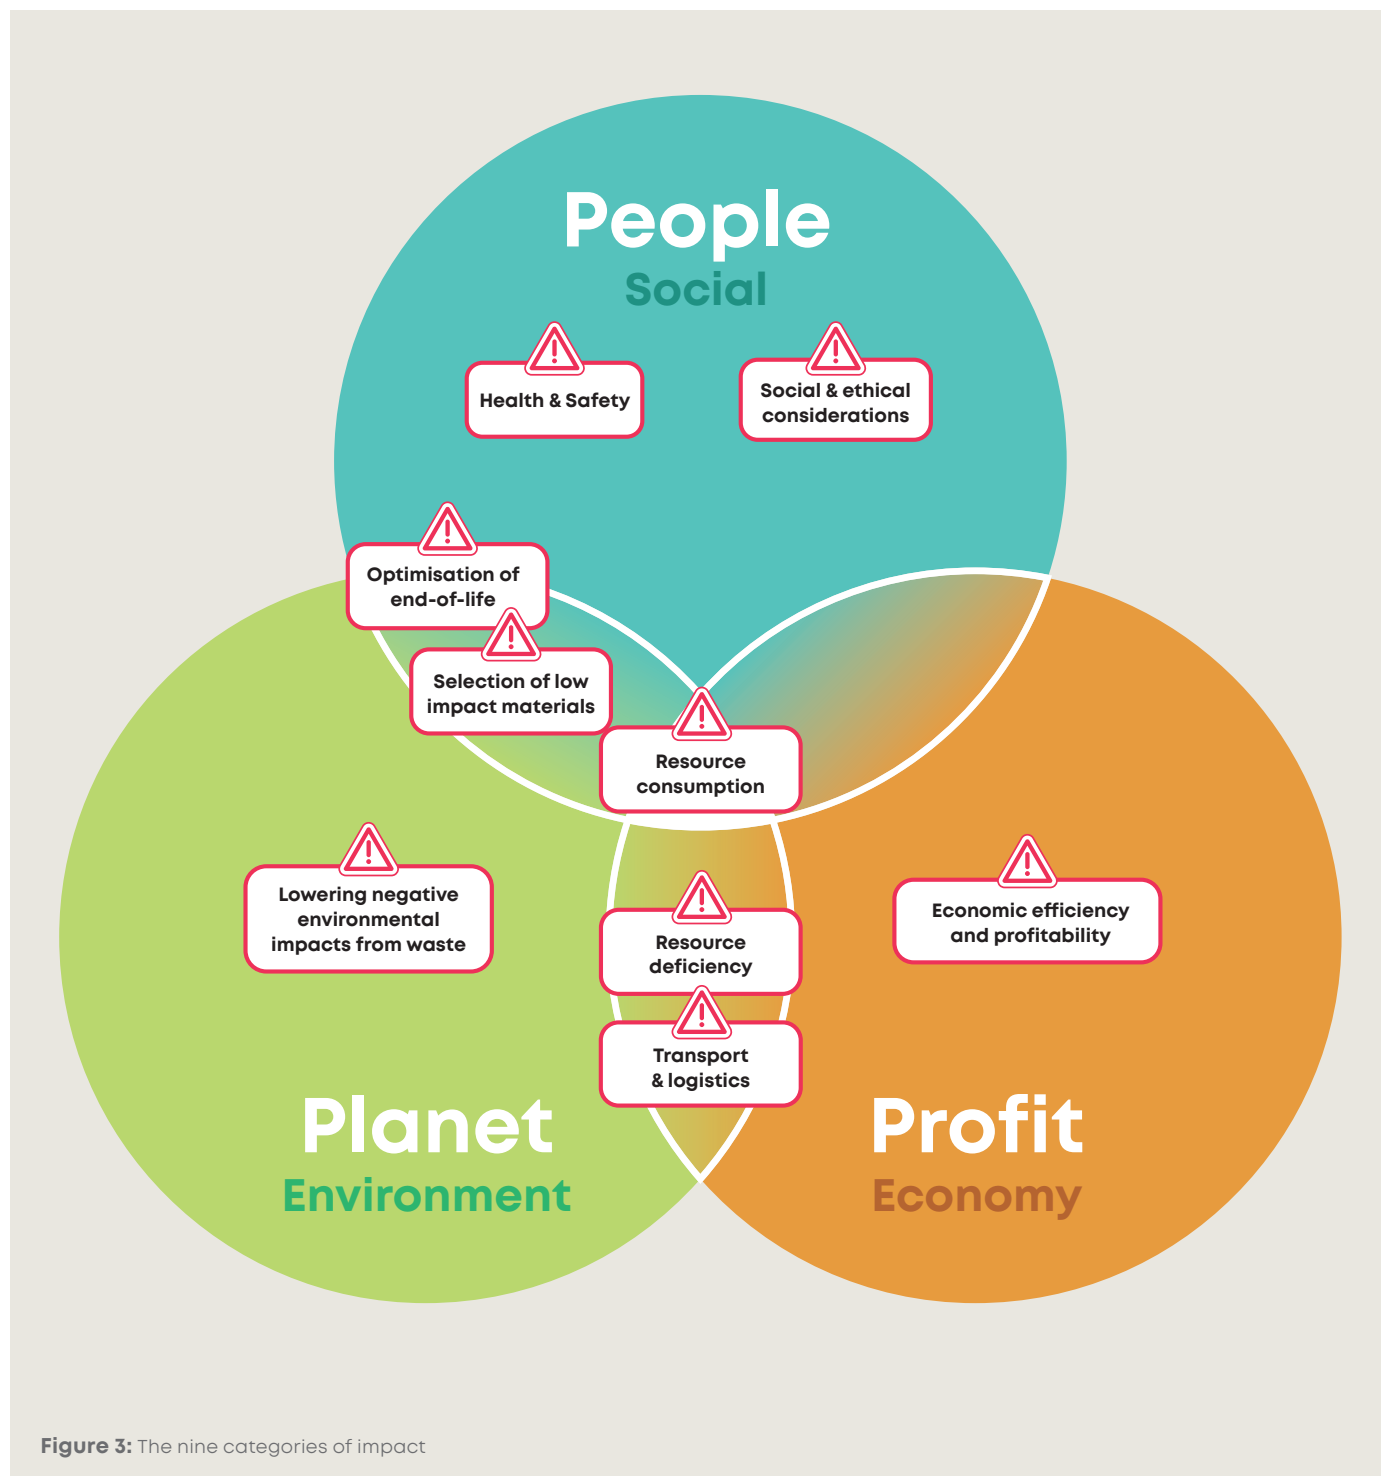 People
Social
Health & Safety
Social & ethical
considerations
Optimisation of
end-of-life
Selection of low
impact materials
Resource
consumption
Lowering negative
environmental
impacts from waste
Resource
deficiency
Economic efficiency
and profitability
Transport
& logistics
Planet
Environment
Profit
Economy
Figure 3: The nine categories of impact